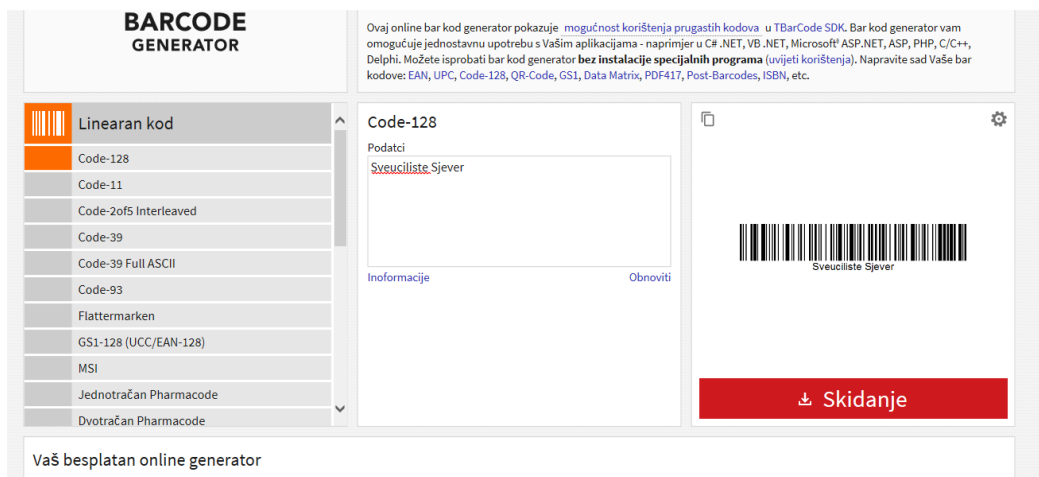 BARCODE
GENERATOR
Ovaj online bar kod generator pokazuje mogućnost korištenja prugastih kodova u TBarCode SDK. Bar kod generator vam
omogućuje jednostavnu upotrebu s Vašim aplikacijama - naprimjer u C# .NET, VB .NET, Microsoft® ASP.NET, ASP, PHP, C/C++,
Delphi. Možete isprobati bar kod generator bez instalacije specijalnih programa (uvijeti korištenja). Napravite sad Vaše bar
kodove: EAN, UPC, Code-128, QR-Code, GS1, Data Matrix, PDF417, Post-Barcodes, ISBN, etc.
Linearan kod
Code-128
Code-11
Code-2of5 Interleaved
Code-39
Code-39 Full ASCII
Code-93
Flattermarken
GS1-128 (UCC/EAN-128)
MSI
Jednotračan Pharmacode
Dvotračan Pharmacode
Code-128
Podatci
Sveuciliste Sjever
Inoformacije
Obnoviti
Sveuciliste Sjever
Skidanje
Vaš besplatan online generator